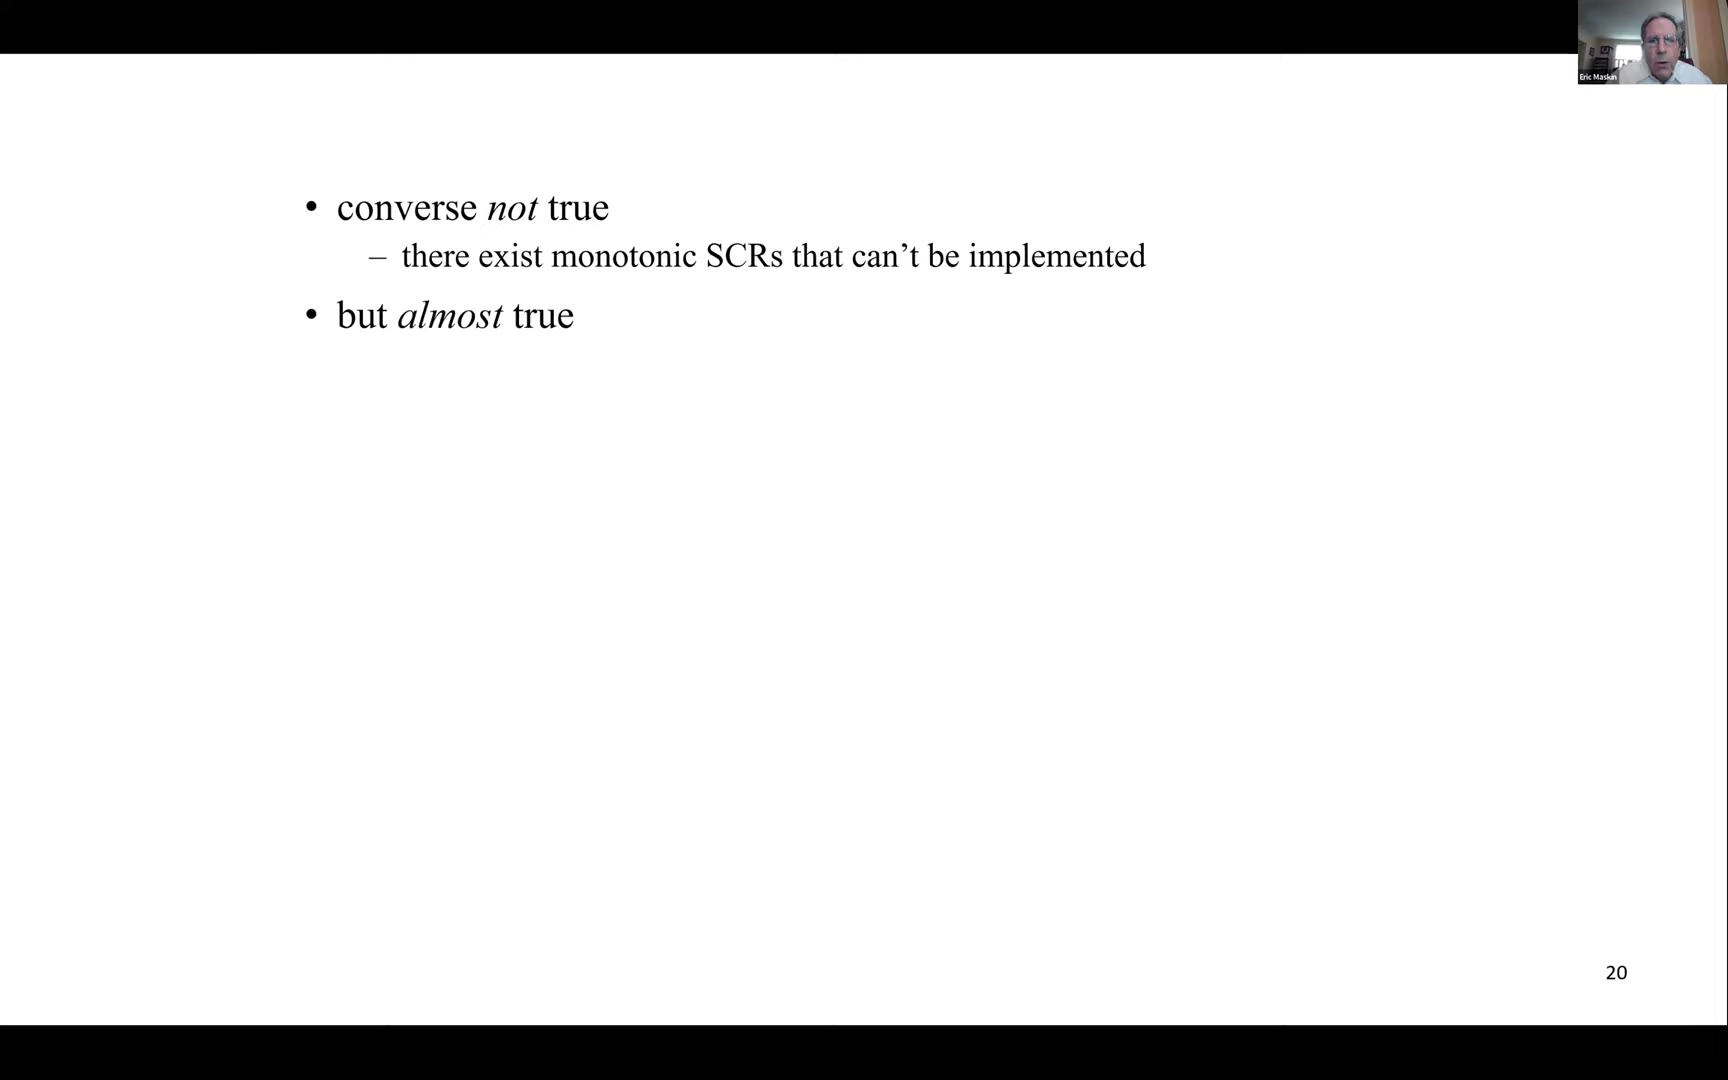 Eric Maskin
• converse not true
– there exist monotonic SCRs that can’t be implemented
• but almost true
20